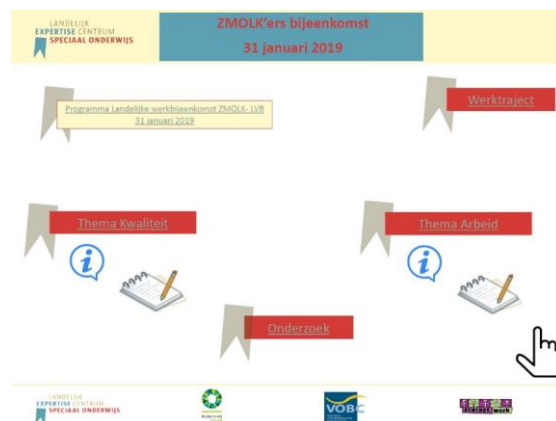 LANDELIJK
EXPERTISE CENTRUM
SPECIAAL ONDERWIJS
ZMOLK'ers bijeenkomst
31 januari 2019
Programma Landelijke werkbijeenkomst ZMOLK- LVB
31 januari 2019
Werktraject
Thema Kwaliteit
Thema Arbeid
Onderzoek
LANDELIJK
EXPERTISE CENTRUM
SPECIAAL ONDERWIJS
VOBC